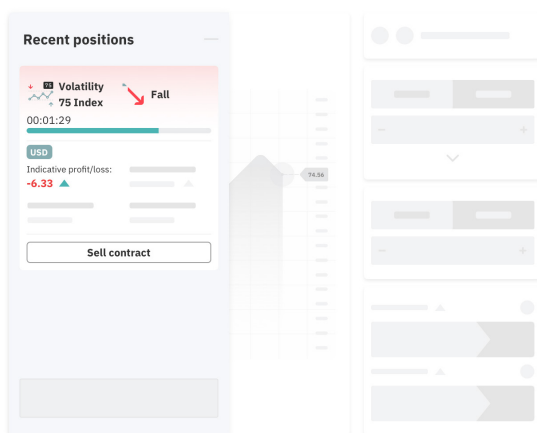 Recent positions
75
Volatility
75 Index
Fall
00:01:29
USD
Indicative profit/loss:
-6.33
74.56
Sell contract